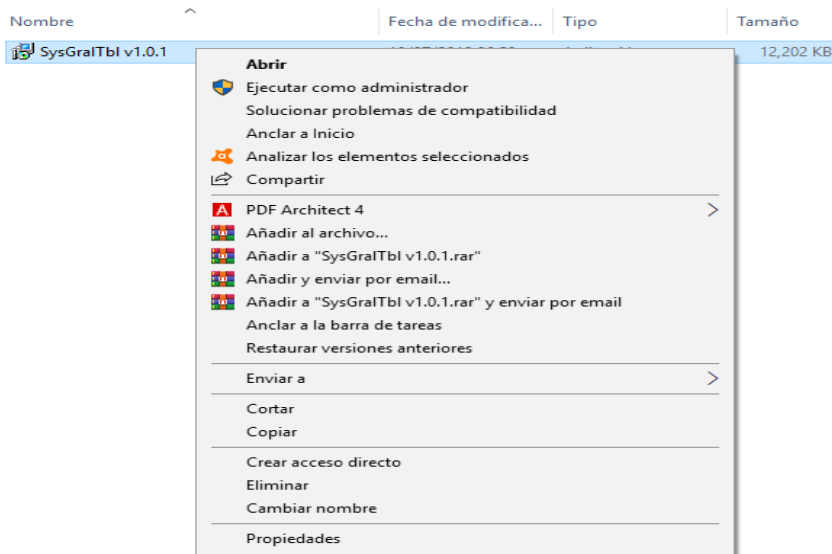 Nombre Fecha de modifica... Tipo Tamaño
SysGralTbl v1.0.1 12,202 KB
Abrir
Ejecutar como administrador
Solucionar problemas de compatibilidad
Anclar a Inicio
Analizar los elementos seleccionados
Compartir
PDF Architect 4
Añadir al archivo...
Añadir a "SysGralTbl v1.0.1.rar"
Añadir y enviar por email...
Añadir a "SysGralTbl v1.0.1.rar" y enviar por email
Anclar a la barra de tareas
Restaurar versiones anteriores
Enviar a
Cortar
Copiar
Crear acceso directo
Eliminar
Cambiar nombre
Propiedades